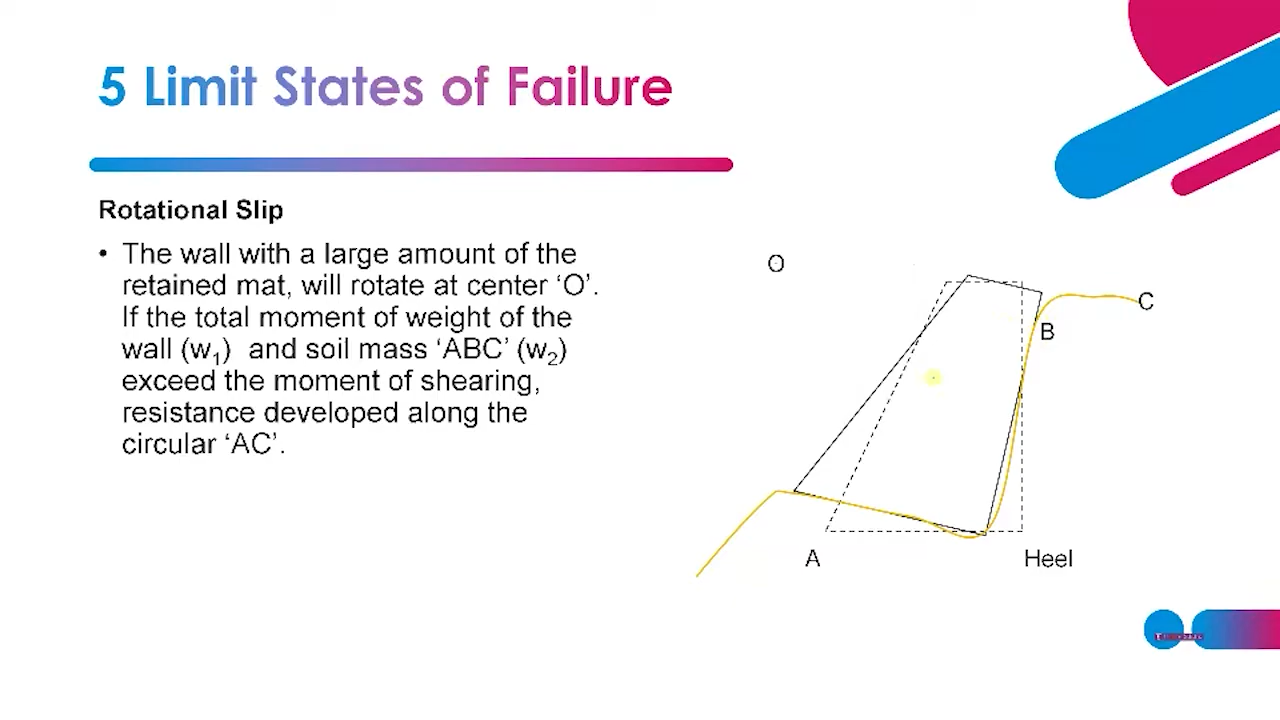 5 Limit States of Failure
Rotational Slip
• The wall with a large amount of the
retained mat, will rotate at center ‘O’.
If the total moment of weight of the
wall (w1) and soil mass ‘ABC’ (w2)
exceed the moment of shearing,
resistance developed along the
circular ‘AC’.
O
C
B
A
Heel